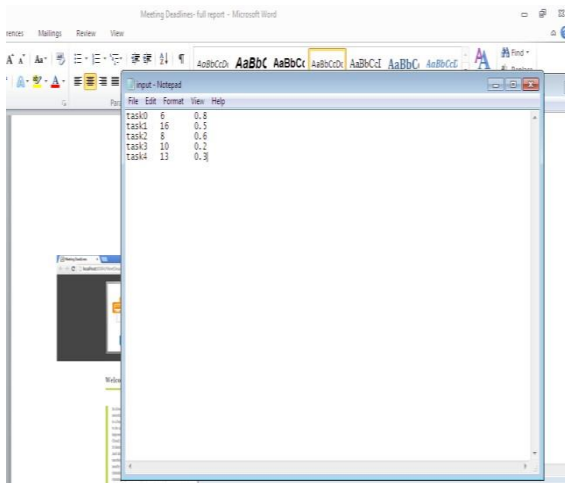 Meeting Deadlines- full report - Microsoft Word
Mailings Review View
AaBbCcDc AaBbC AaBbCc AaBbCcDc AaBbCcI AaBbC AaBbCcI
Find
input - Notepad
File Edit Format View Help
task0 6 0.8
task1 16 0.5
task2 8 0.6
task3 10 0.2
task4 13 0.3